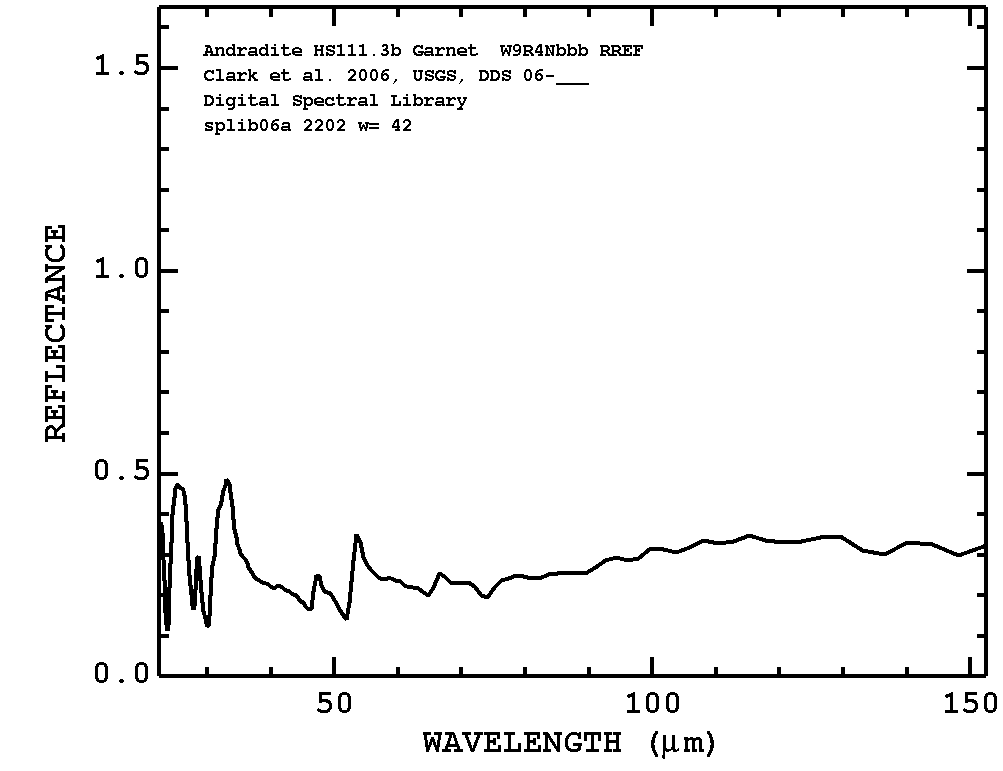 Andradite HS111.3b Garnet  W9R4Nbbb RREF
Clark et al. 2006, USGS, DDS 06-___
Digital Spectral Library
splib06a 2202 w= 42
1.5
1.0
0.5
0.0
REFLECTANCE
50
100
150
WAVELENGTH (μm)